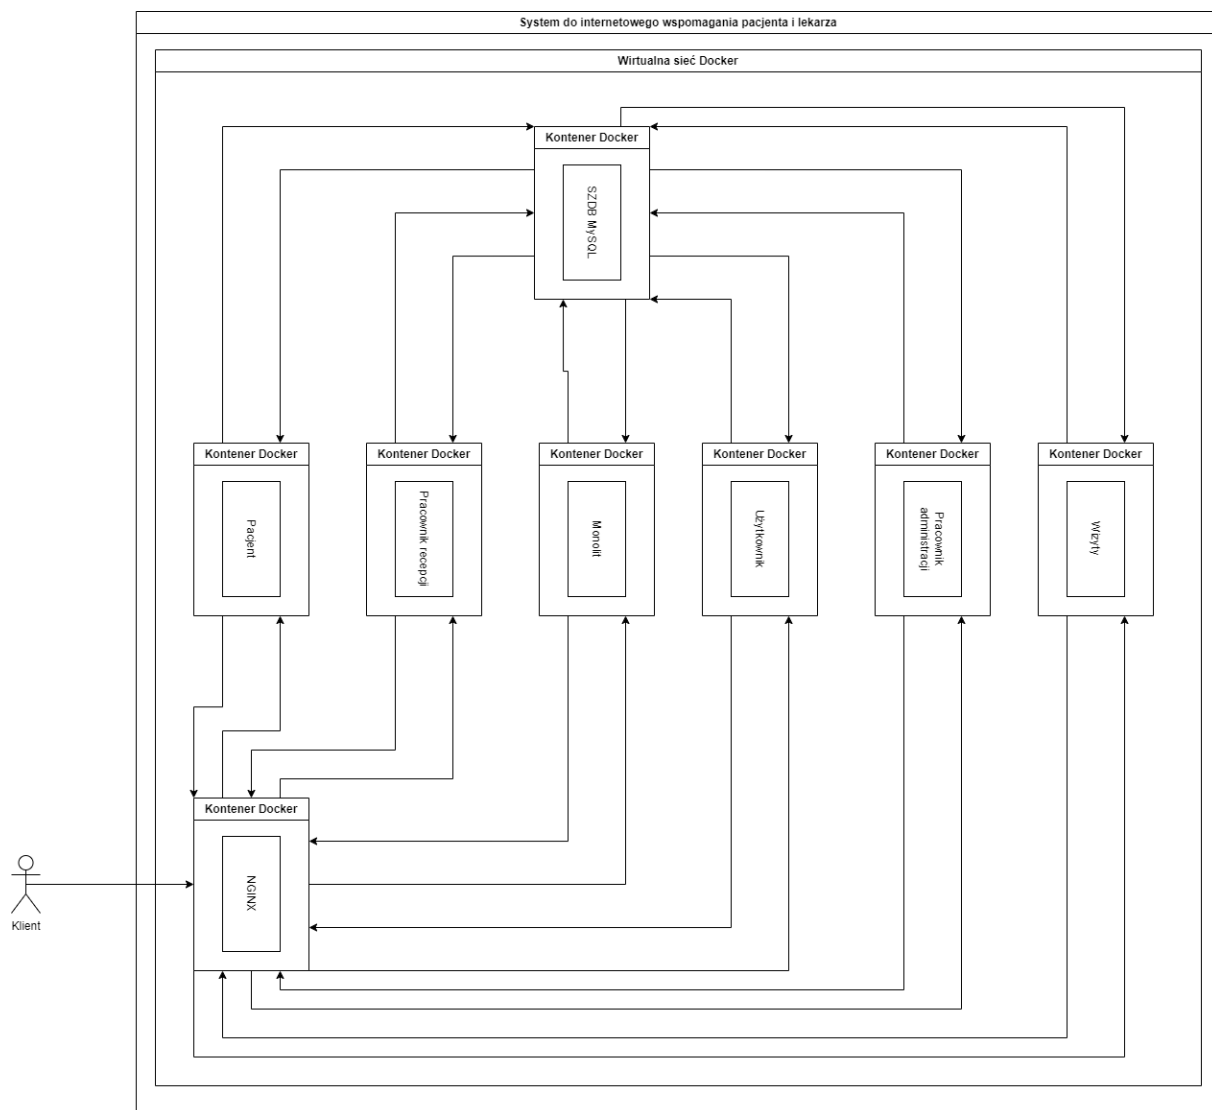 System do internetowego wspomagania pacjenta i lekarza
Wirtualna sieć Docker
Kontener Docker
SZDB MySQL
Kontener Docker
Pacjent
Kontener Docker
Pracownik recepcji
Kontener Docker
Monolit
Kontener Docker
Użytkownik
Kontener Docker
Pracownik
administracji
Kontener Docker
Wizyty
Kontener Docker
NGINX
Klient